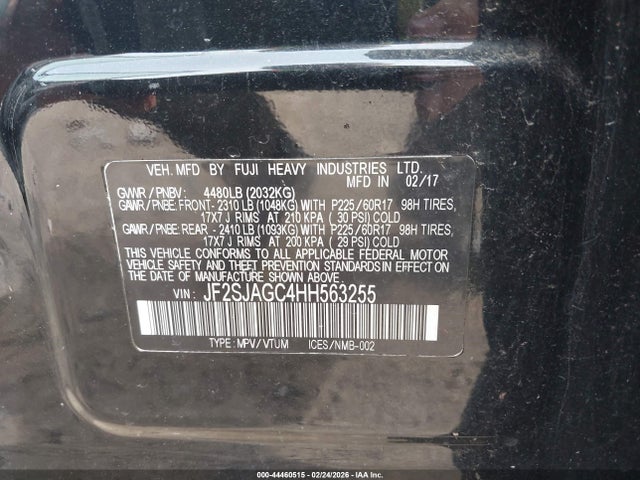 VEH. MFD BY FUJI HEAVY INDUSTRIES LTD.
MFD IN 02/17
GVWR / PNBV: 4480LB (2032KG)
GAWR/PNBE: FRONT- 2310 LB (1048KG) WITH P225/60R17 98H TIRES,
17X7 J RIMS AT 210 KPA ( 30 PSI) COLD
GAWR/PNBE: REAR - 2410 LB (1093KG) WITH P225/60R17 98H TIRES,
17X7 J RIMS AT 200 KPA ( 29 PSI) COLD
THIS VEHICLE CONFORMS TO ALL APPLICABLE FEDERAL MOTOR
VEHICLE SAFETY AND THEFT PREVENTION STANDARDS IN EFFECT ON
THE DATE OF MANUFACTURE SHOWN ABOVE.
VIN: JF2SJAGC4HH563255
TYPE: MPV/VTUM ICES/NMB-002
000-44460515 - 02/24/2026 - IAA Inc.